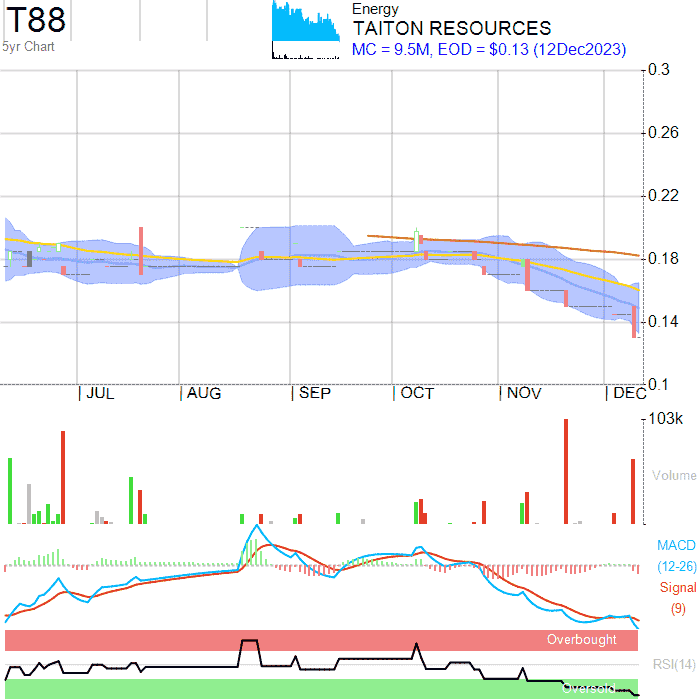 T88
5yr Chart
Energy
TAITON RESOURCES
MC = 9.5M, EOD = $0.13 (12Dec2023)
0.3
0.26
0.22
0.18
0.14
0.1
JUL AUG SEP OCT NOV DEC
103k
Volume
MACD
(12-26)
Signal
(9)
Overbought
RSI(14)
Oversold